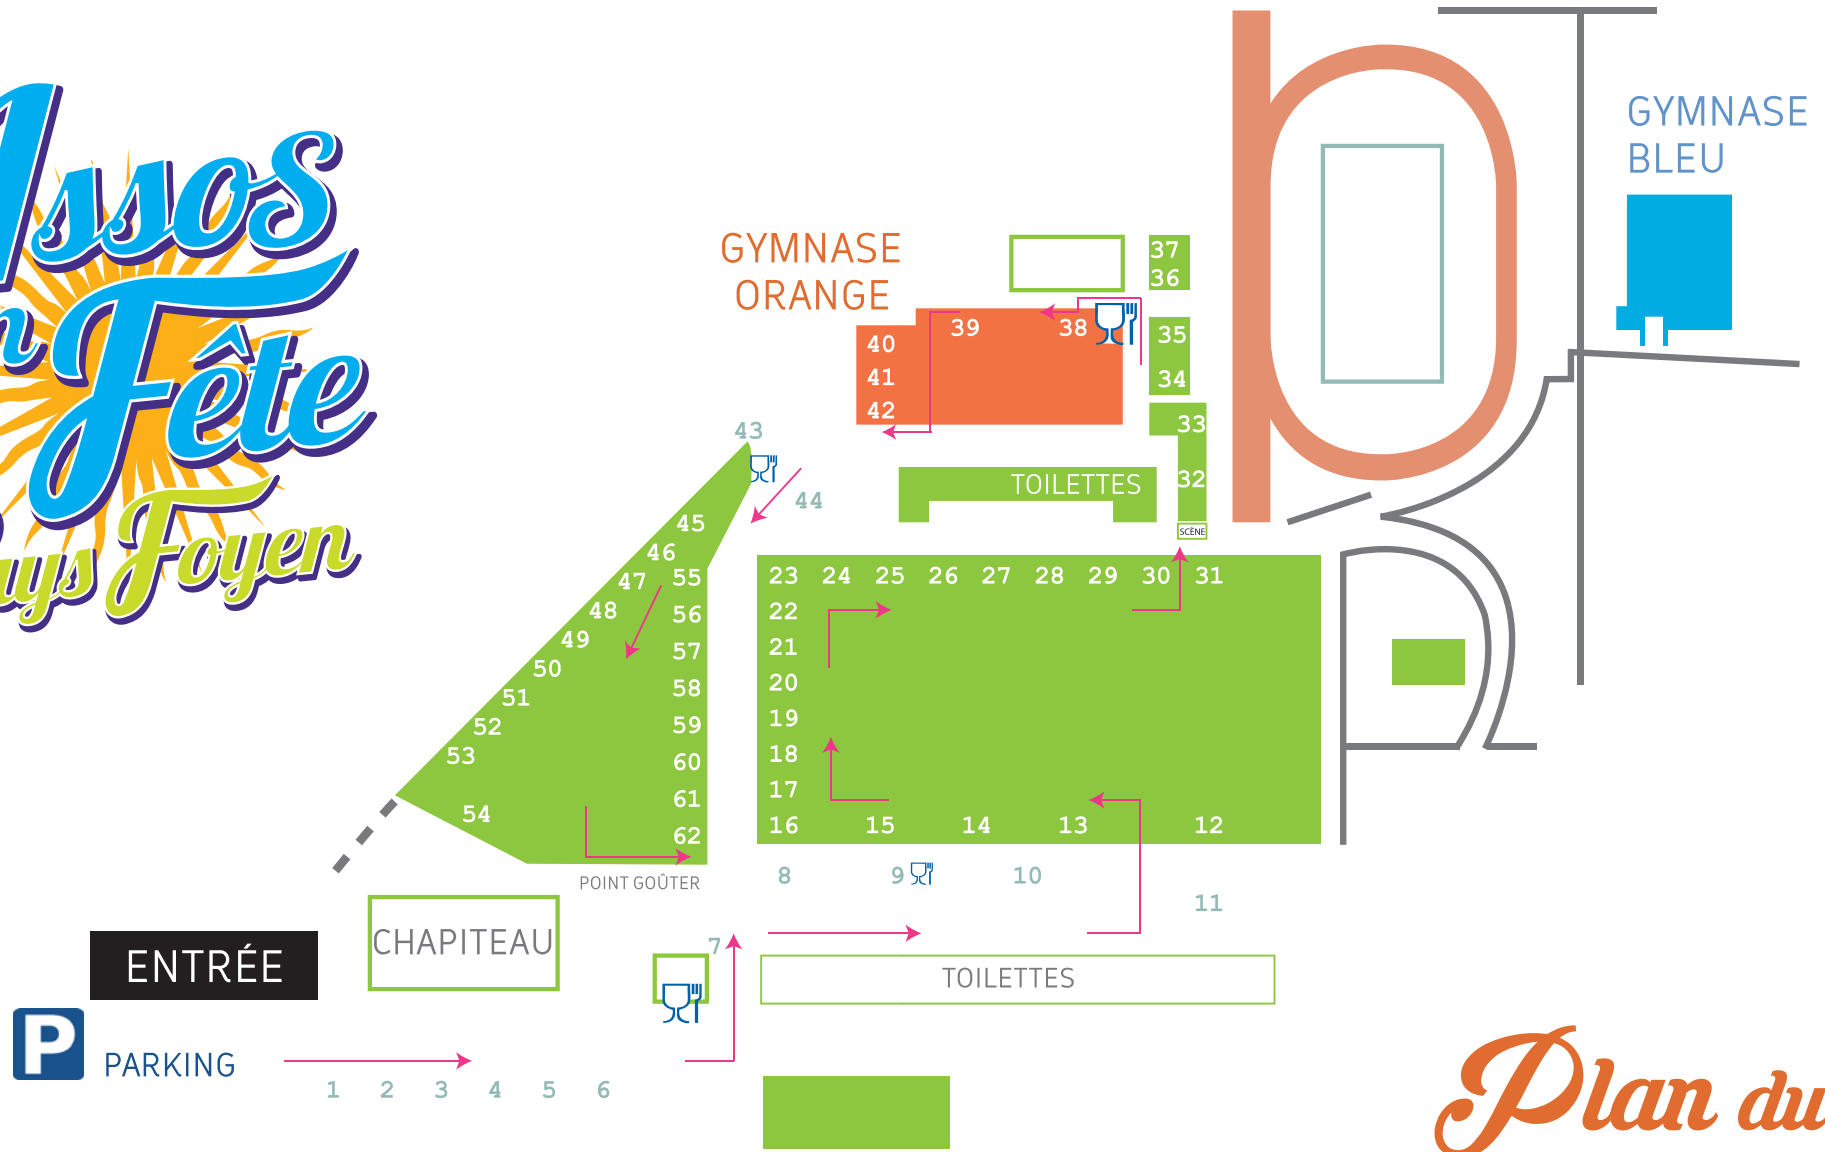 Assos
en
Fête
Pays Foyen
GYMNASE
BLEU
GYMNASE
ORANGE
37
36
39 38 35
40
41 34
42
33
43
32
44
TOILETTES
SCÈNE
45
46
47 55
48 56
49 57
50 58
51 59
52 60
53 61
54 62
23 24 25 26 27 28 29 30 31
22
21
20
19
18
17
16 15 14 13 12
POINT GOÛTER
8 9 10
11
CHAPITEAU
7
TOILETTES
ENTRÉE
P PARKING
1 2 3 4 5 6
Plan du